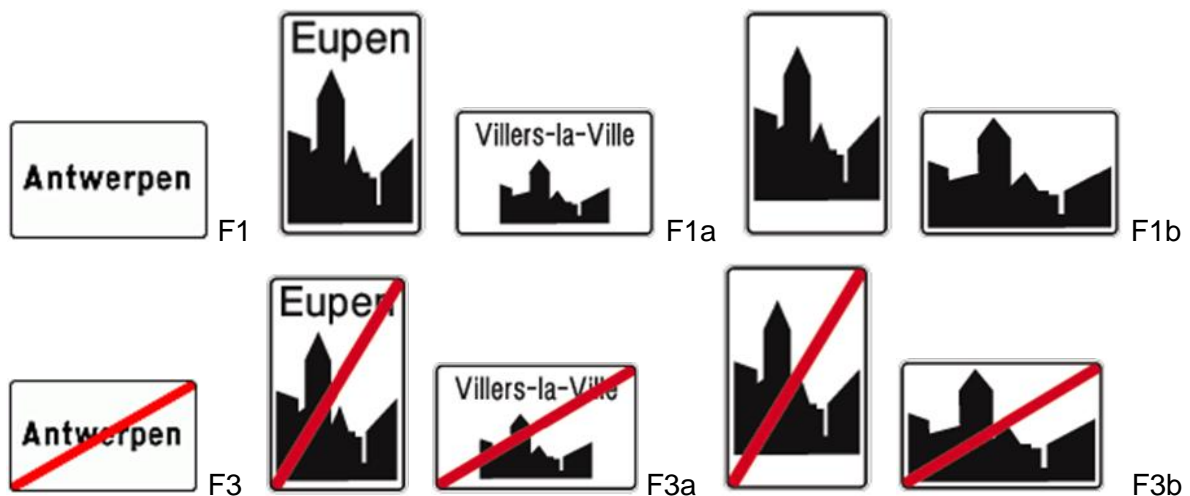 Eupen
Villers-la-Ville
Antwerpen
F1
F1a
F1b
Eupen
Villers-la-Ville
Antwerpen
F3
F3a
F3b